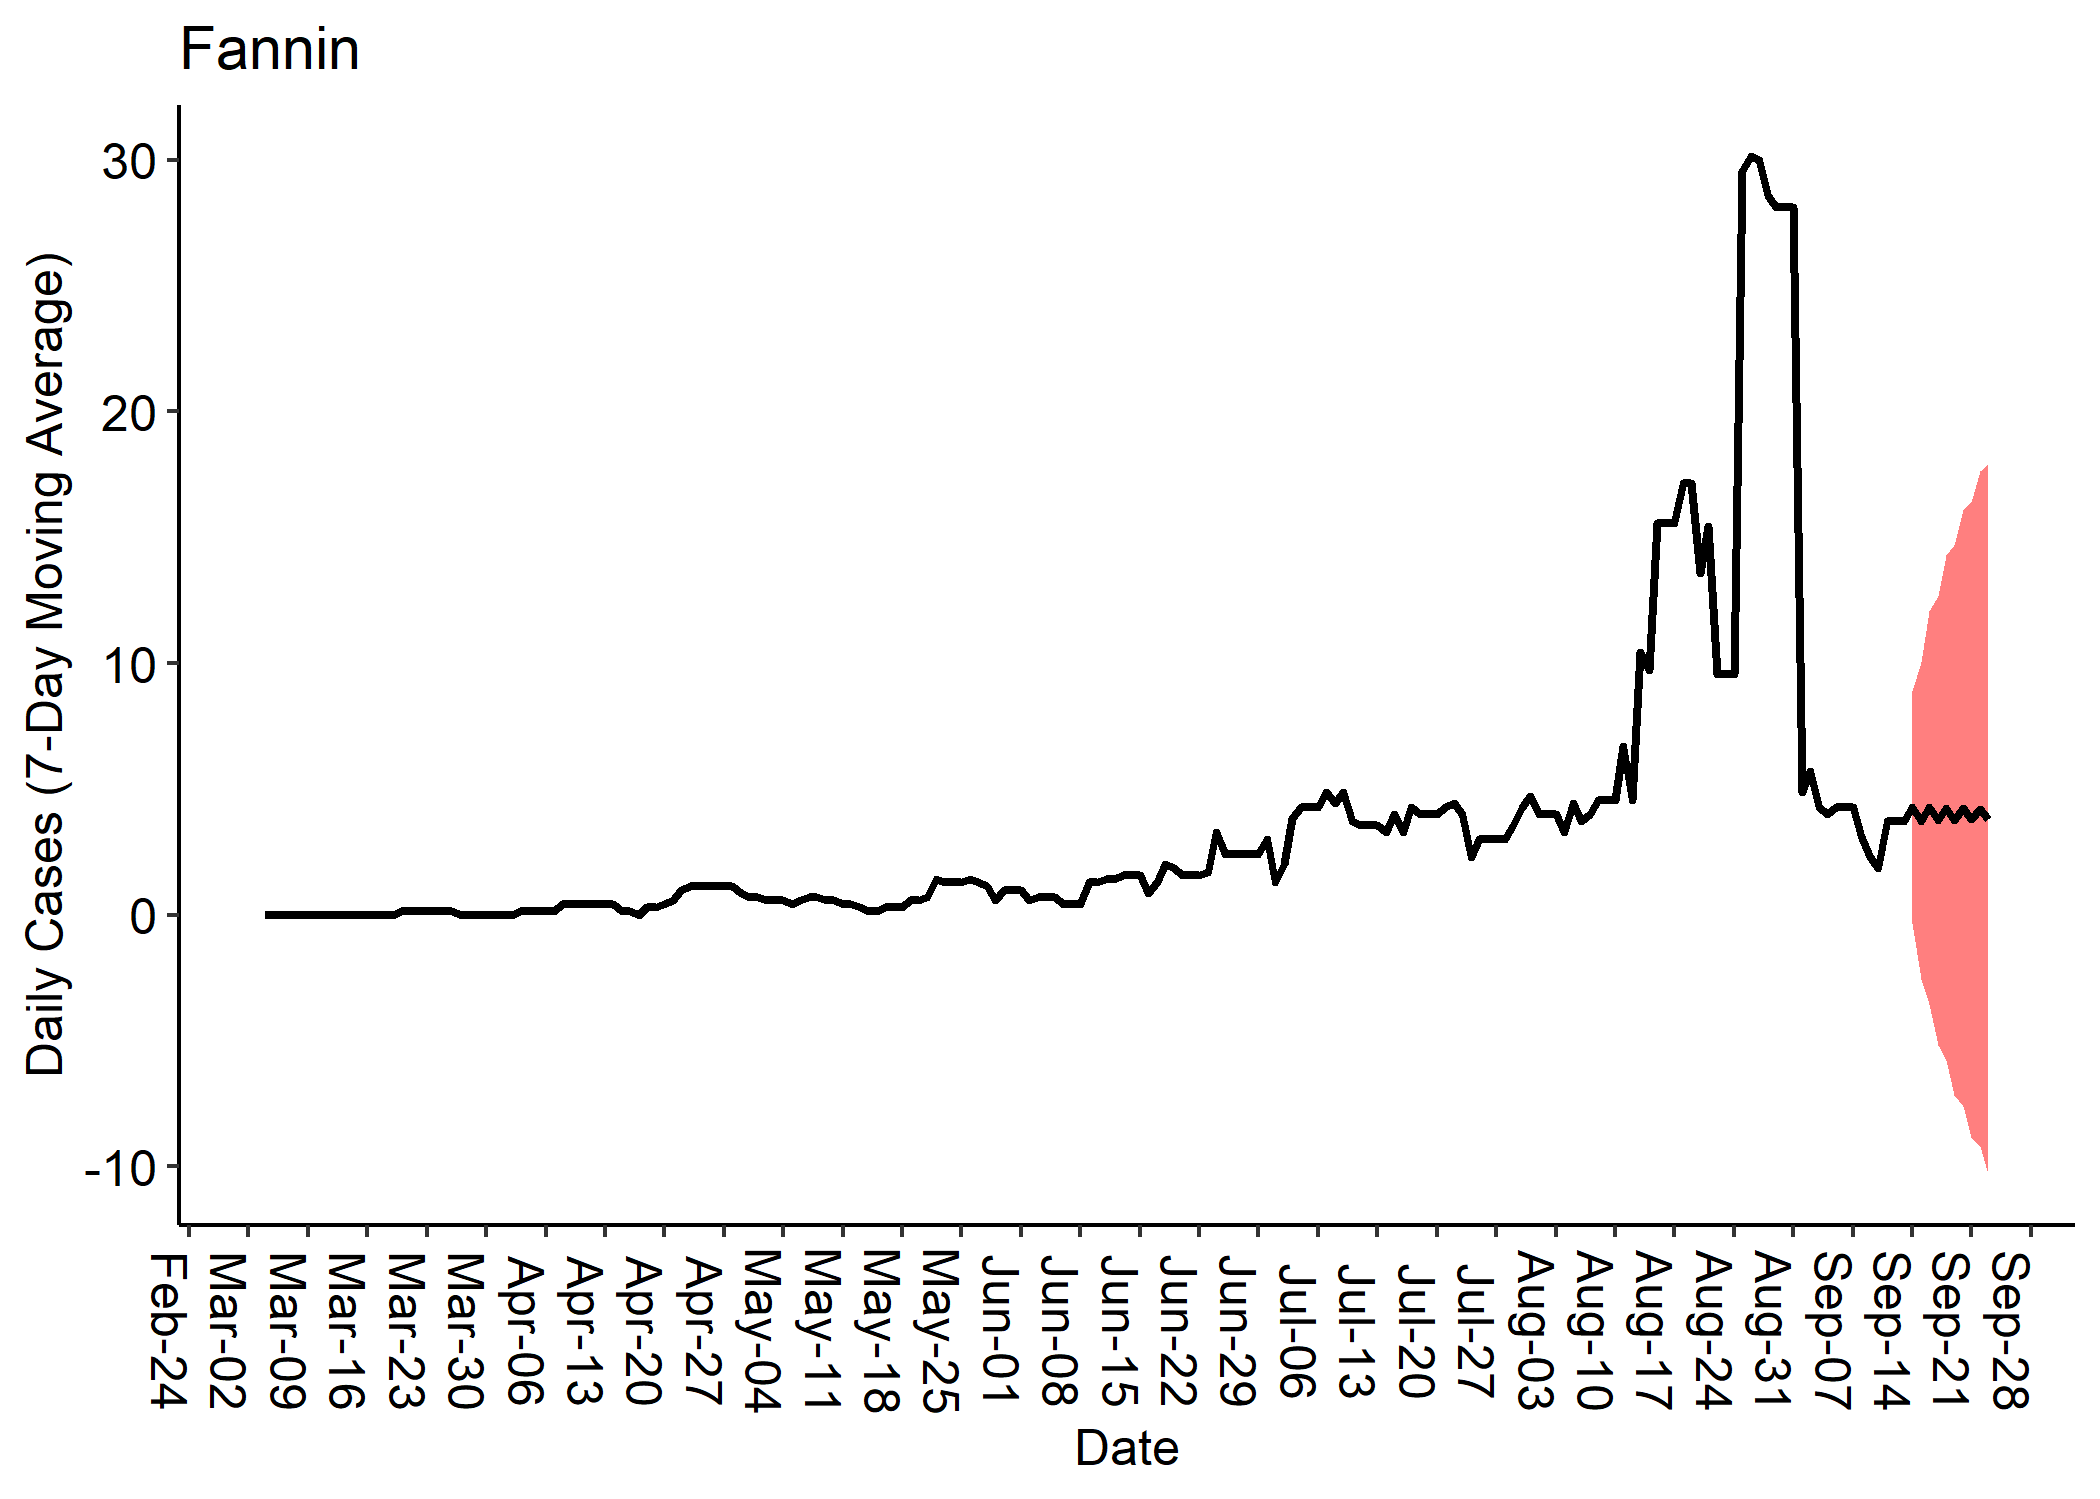 Fannin
Daily Cases (7-Day Moving Average)
30
20
10
0
-10
Feb-24
Mar-02
Mar-09
Mar-16
Mar-23
Mar-30
Apr-06
Apr-13
Apr-20
Apr-27
May-04
May-11
May-18
May-25
Jun-01
Jun-08
Jun-15
Jun-22
Jun-29
Jul-06
Jul-13
Jul-20
Jul-27
Aug-03
Aug-10
Aug-17
Aug-24
Aug-31
Sep-07
Sep-14
Sep-21
Sep-28
Date